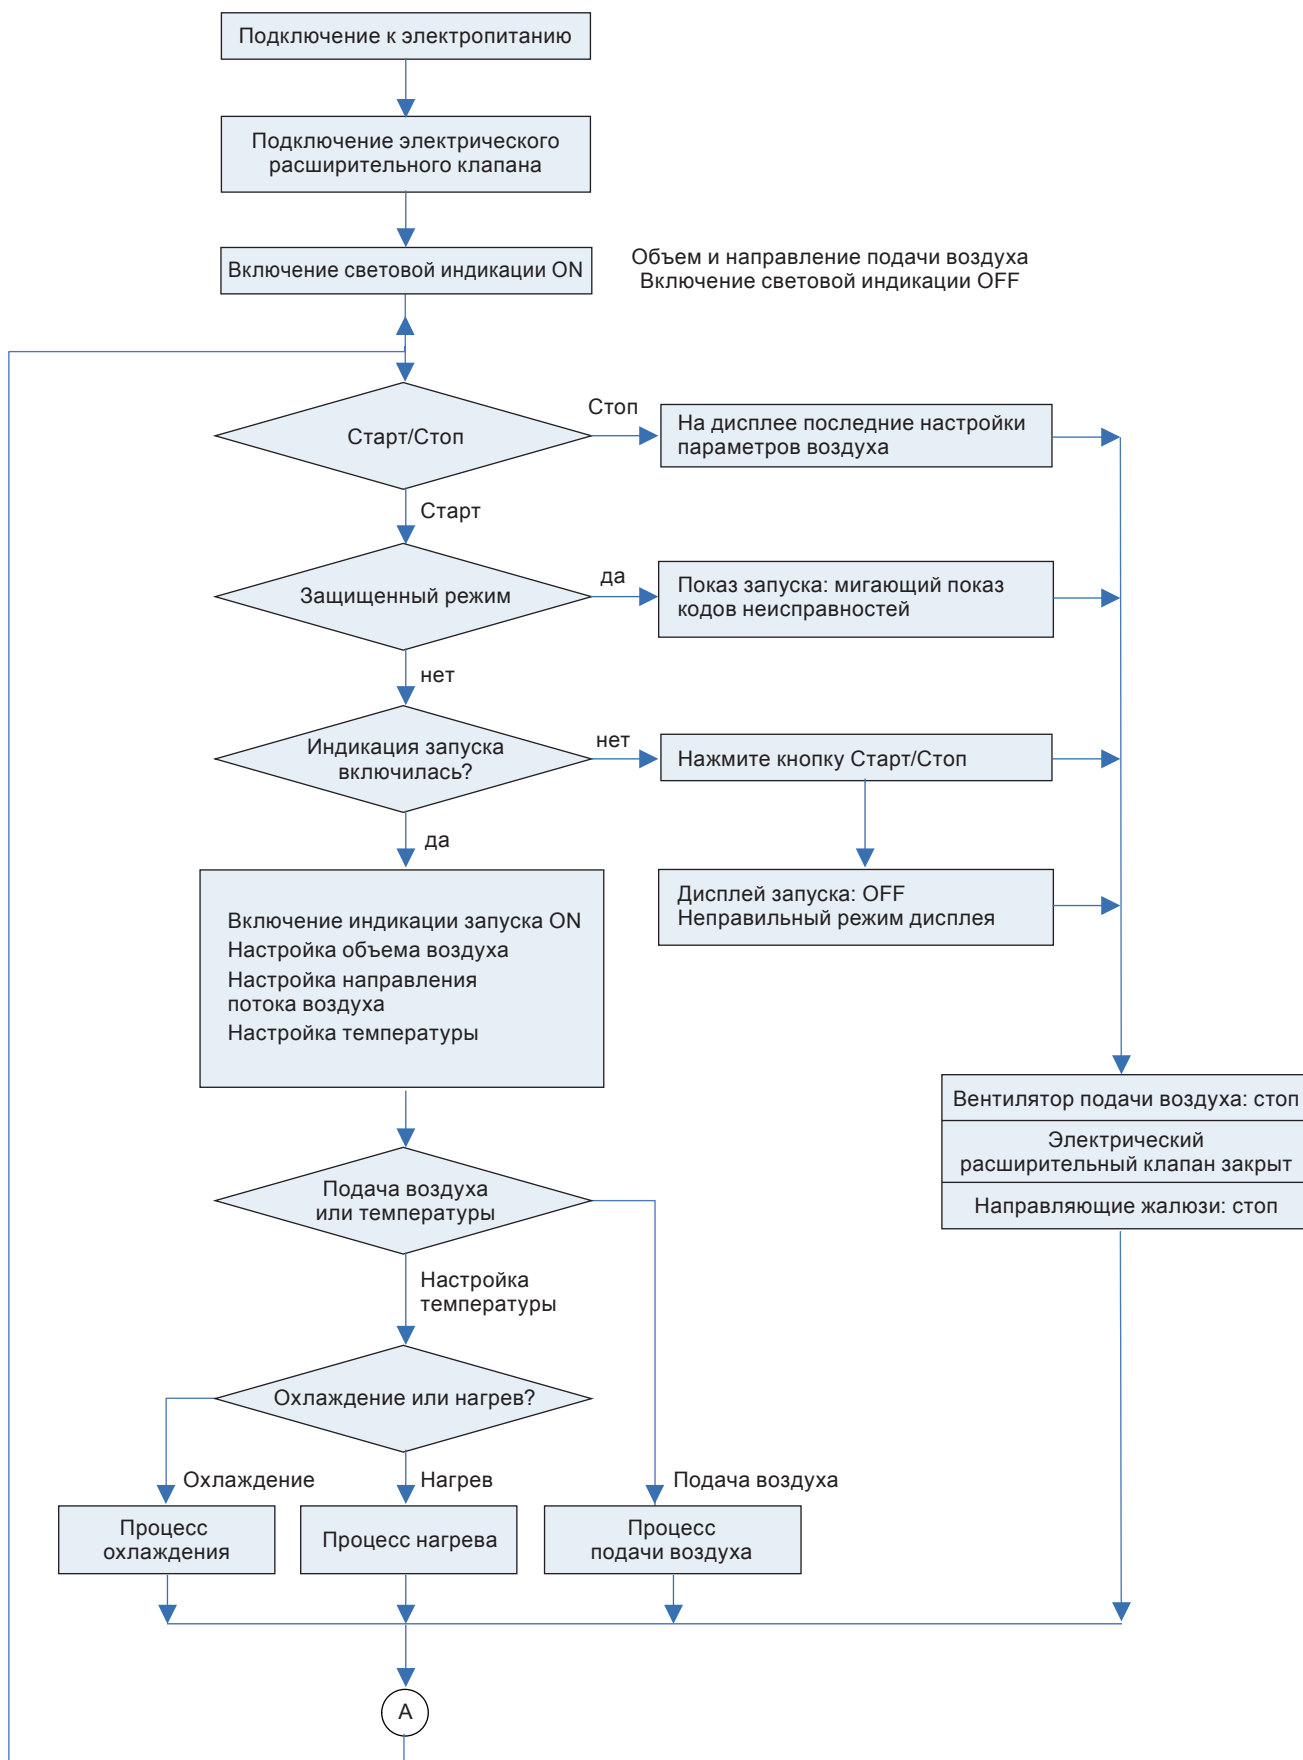 Подключение к электропитанию
Подключение электрического
расширительного клапана
Включение световой индикации ON
Объем и направление подачи воздуха
Включение световой индикации OFF
Старт/Стоп
Стоп
На дисплее последние настройки
параметров воздуха
Старт
Защищенный режим
да
Показ запуска: мигающий показ
кодов неисправностей
нет
Индикация запуска
включилась?
нет
Нажмите кнопку Старт/Стоп
да
Дисплей запуска: OFF
Неправильный режим дисплея
Включение индикации запуска ON
Настройка объема воздуха
Настройка направления
потока воздуха
Настройка температуры
Вентилятор подачи воздуха: стоп
Электрический
расширительный клапан закрыт
Направляющие жалюзи: стоп
Подача воздуха
или температуры
Настройка
температуры
Охлаждение или нагрев?
Охлаждение
Нагрев
Подача воздуха
Процесс
охлаждения
Процесс нагрева
Процесс
подачи воздуха
А